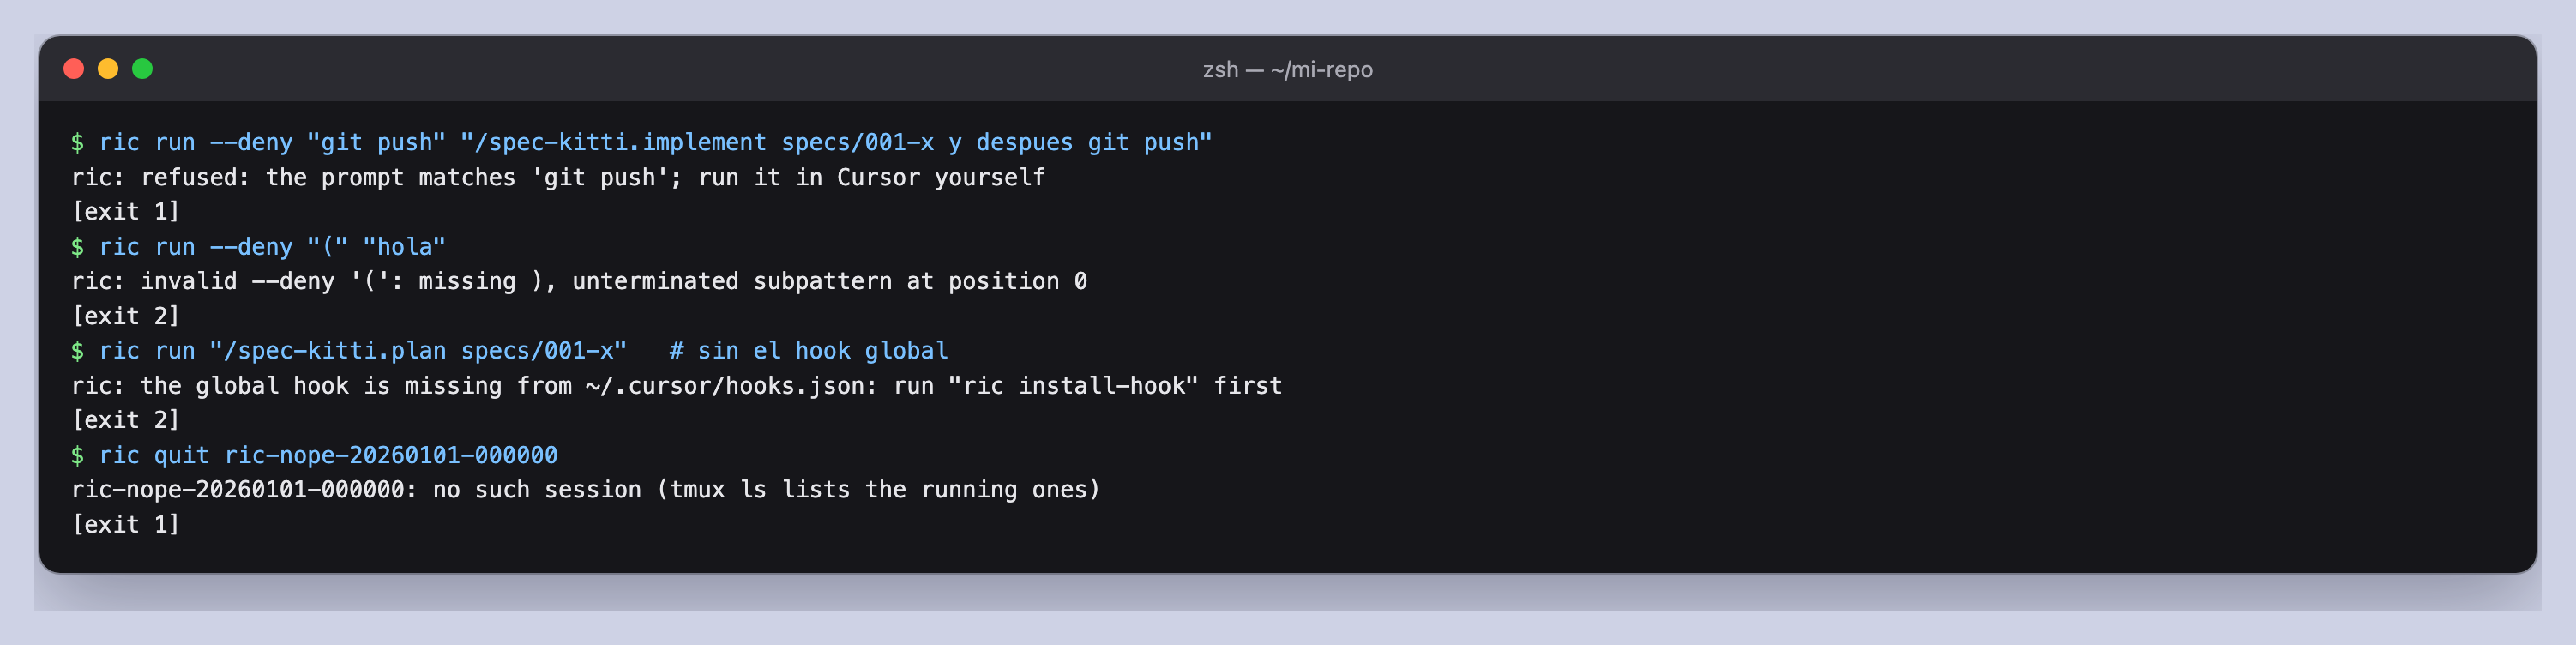 zsh — ~/mi-repo
$ ric run --deny "git push" "/spec-kitti.implement specs/001-x y despues git push"
ric: refused: the prompt matches 'git push'; run it in Cursor yourself
[exit 1]
$ ric run --deny "(" "hola"
ric: invalid --deny '(': missing ), unterminated subpattern at position 0
[exit 2]
$ ric run "/spec-kitti.plan specs/001-x"   # sin el hook global
ric: the global hook is missing from ~/.cursor/hooks.json: run "ric install-hook" first
[exit 2]
$ ric quit ric-nope-20260101-000000
ric-nope-20260101-000000: no such session (tmux ls lists the running ones)
[exit 1]